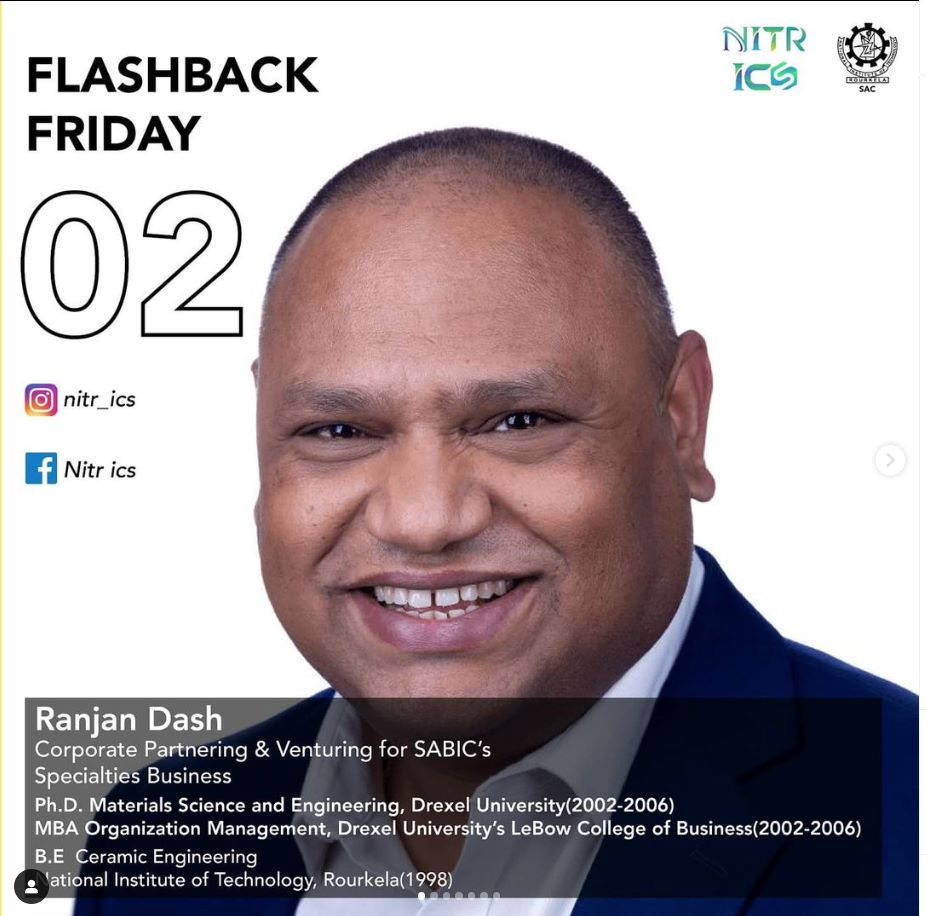 FLASHBACK
FRIDAY
02
NITR
ICS
ROURKELA
SAC
nitr_ics
Nitr ics
Ranjan Dash
Corporate Partnering & Venturing for SABIC's
Specialties Business
Ph.D. Materials Science and Engineering, Drexel University(2002-2006)
MBA Organization Management, Drexel University's LeBow College of Business(2002-2006)
B.E Ceramic Engineering
National Institute of Technology, Rourkela(1998)